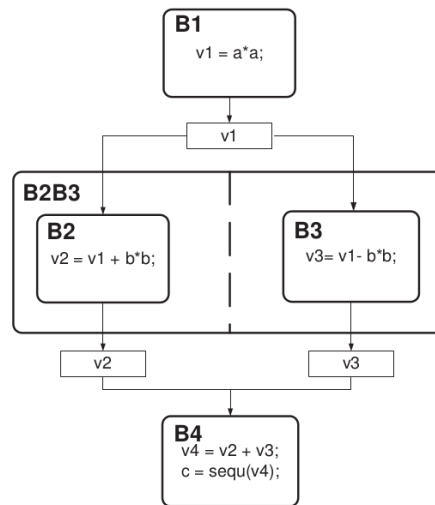 B1
v1 = a*a;
v1
B2B3
B2
v2 = v1 + b*b;
B3
v3= v1- b*b;
v2
v3
B4
v4 = v2 + v3;
c = sequ(v4);